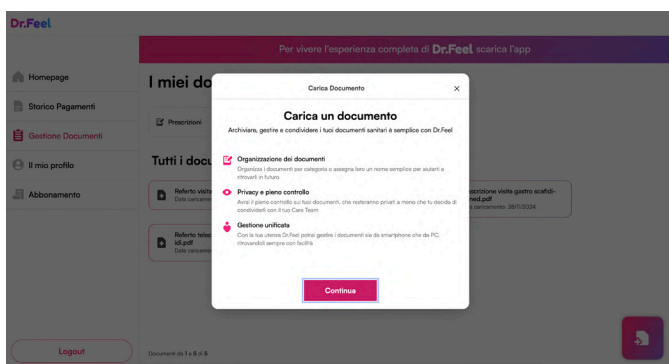 Dr.Feel
Per vivere l'esperienza completa di Dr.Feel scarica l'app
Homepage
Storico Pagamenti
Gestione Documenti
Il mio profilo
Abbonamento
Logout
I miei do
Prescrizioni
Tutti i docu
Referto visita
Data caricame
Referto telec
idi.pdf
Data caricame
scrizione visita gastro scafidi-
ned.pdf
caricamento: 28/11/2024
Documenti da 1 a 5 di 5
Carica Documento
Carica un documento
Archiviare, gestire e condividere i tuoi documenti sanitari è semplice con Dr.Feel
Organizzazione dei documenti
Organizza i documenti per categoria o assegna loro un nome semplice per aiutarti a
ritrovarli in futuro
Privacy e pieno controllo
Avrai il pieno controllo sui tuoi documenti, che resteranno privati a meno che tu decida di
condividerli con il tuo Care Team
Gestione unificata
Con la tua utenza Dr.Feel potrai gestire i documenti sia da smartphone che da PC,
ritrovandoli sempre con facilità
Continua